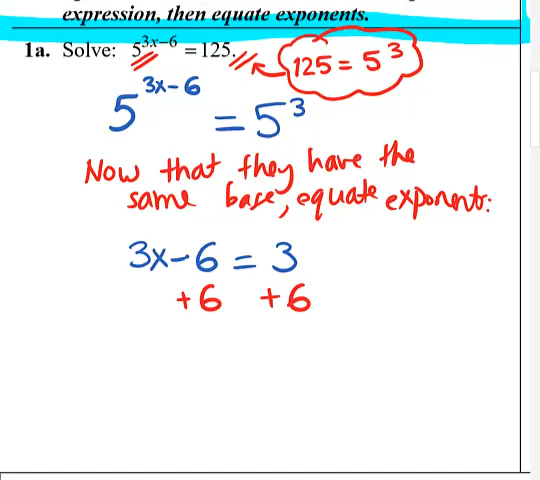 expression, then equate exponents.
1a. Solve: 5^{3x−6} = 125.
125 = 5^3
5^{3x−6} = 5^3
Now that they have the
same base, equate exponents:
3x − 6 = 3
+6 +6